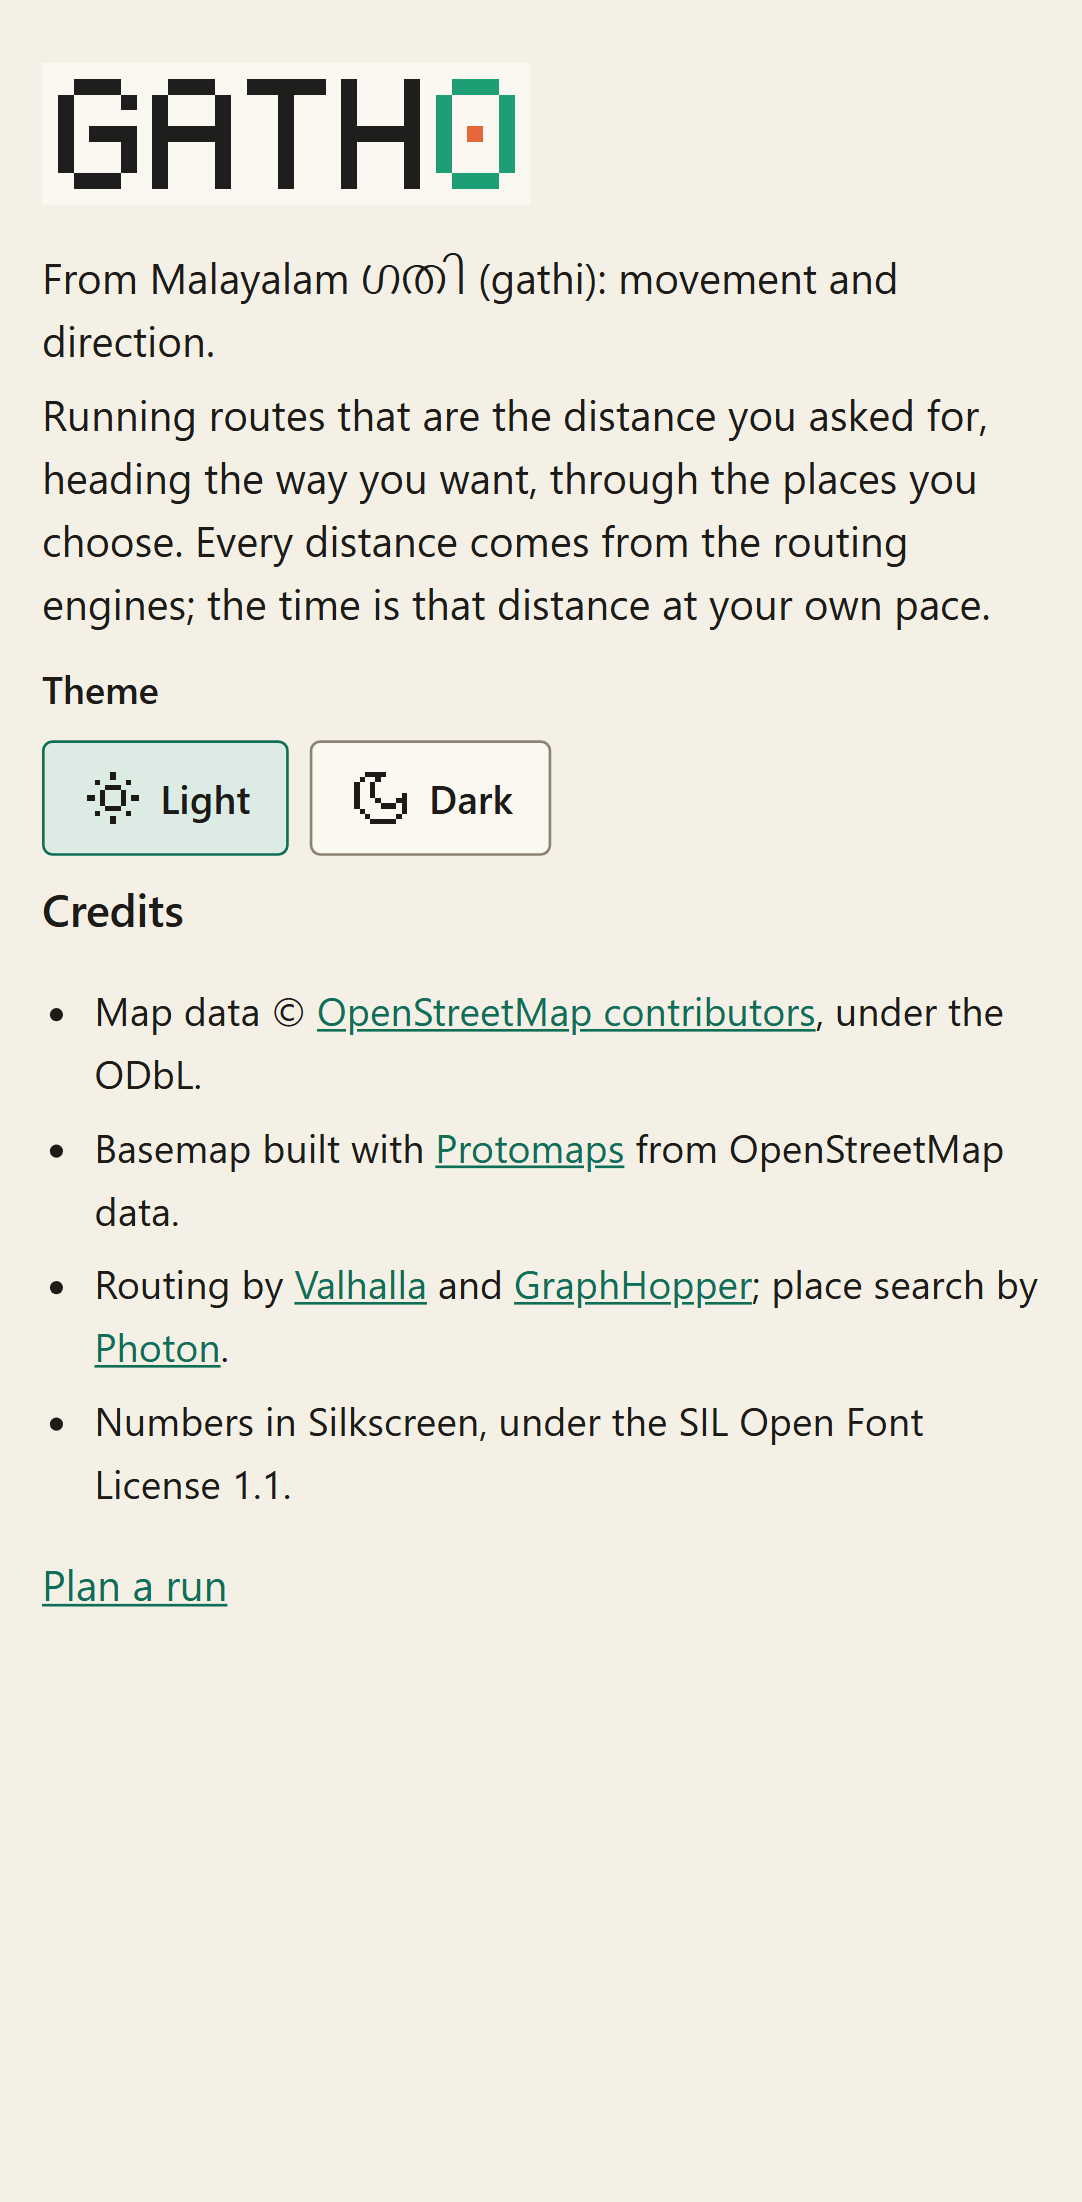 GATHO
From Malayalam ഗതി (gathi): movement and
direction.
Running routes that are the distance you asked for,
heading the way you want, through the places you
choose. Every distance comes from the routing
engines; the time is that distance at your own pace.
Theme
Light
Dark
Credits
• Map data © OpenStreetMap contributors, under the
ODbL.
• Basemap built with Protomaps from OpenStreetMap
data.
• Routing by Valhalla and GraphHopper; place search by
Photon.
• Numbers in Silkscreen, under the SIL Open Font
License 1.1.
Plan a run